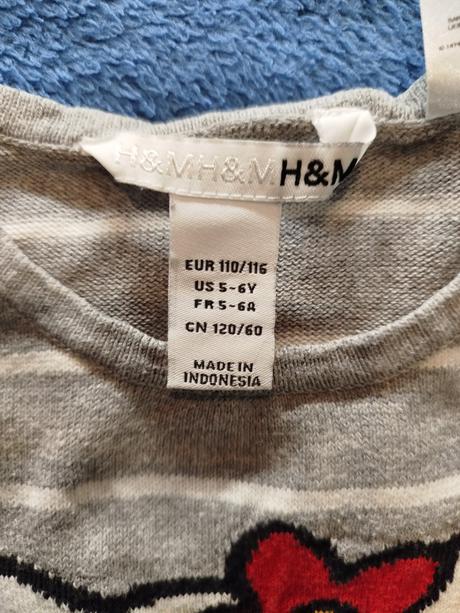 H&MH&MH&M
EUR 110/116
US 5-6Y
FR 5-6A
CN 120/60
MADE IN
INDONESIA